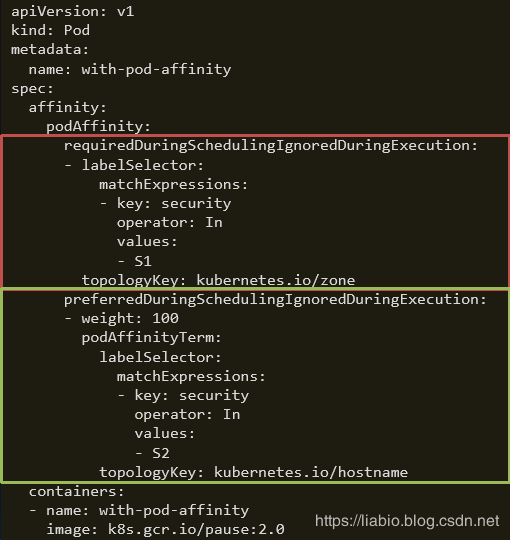 apiVersion: v1
kind: Pod
metadata:
  name: with-pod-affinity
spec:
  affinity:
    podAffinity:
      requiredDuringSchedulingIgnoredDuringExecution:
      - labelSelector:
          matchExpressions:
          - key: security
            operator: In
            values:
            - S1
        topologyKey: kubernetes.io/zone
      preferredDuringSchedulingIgnoredDuringExecution:
      - weight: 100
        podAffinityTerm:
          labelSelector:
            matchExpressions:
            - key: security
              operator: In
              values:
              - S2
          topologyKey: kubernetes.io/hostname
  containers:
  - name: with-pod-affinity
    image: k8s.gcr.io/pause:2.0
https://liabio.blog.csdn.net